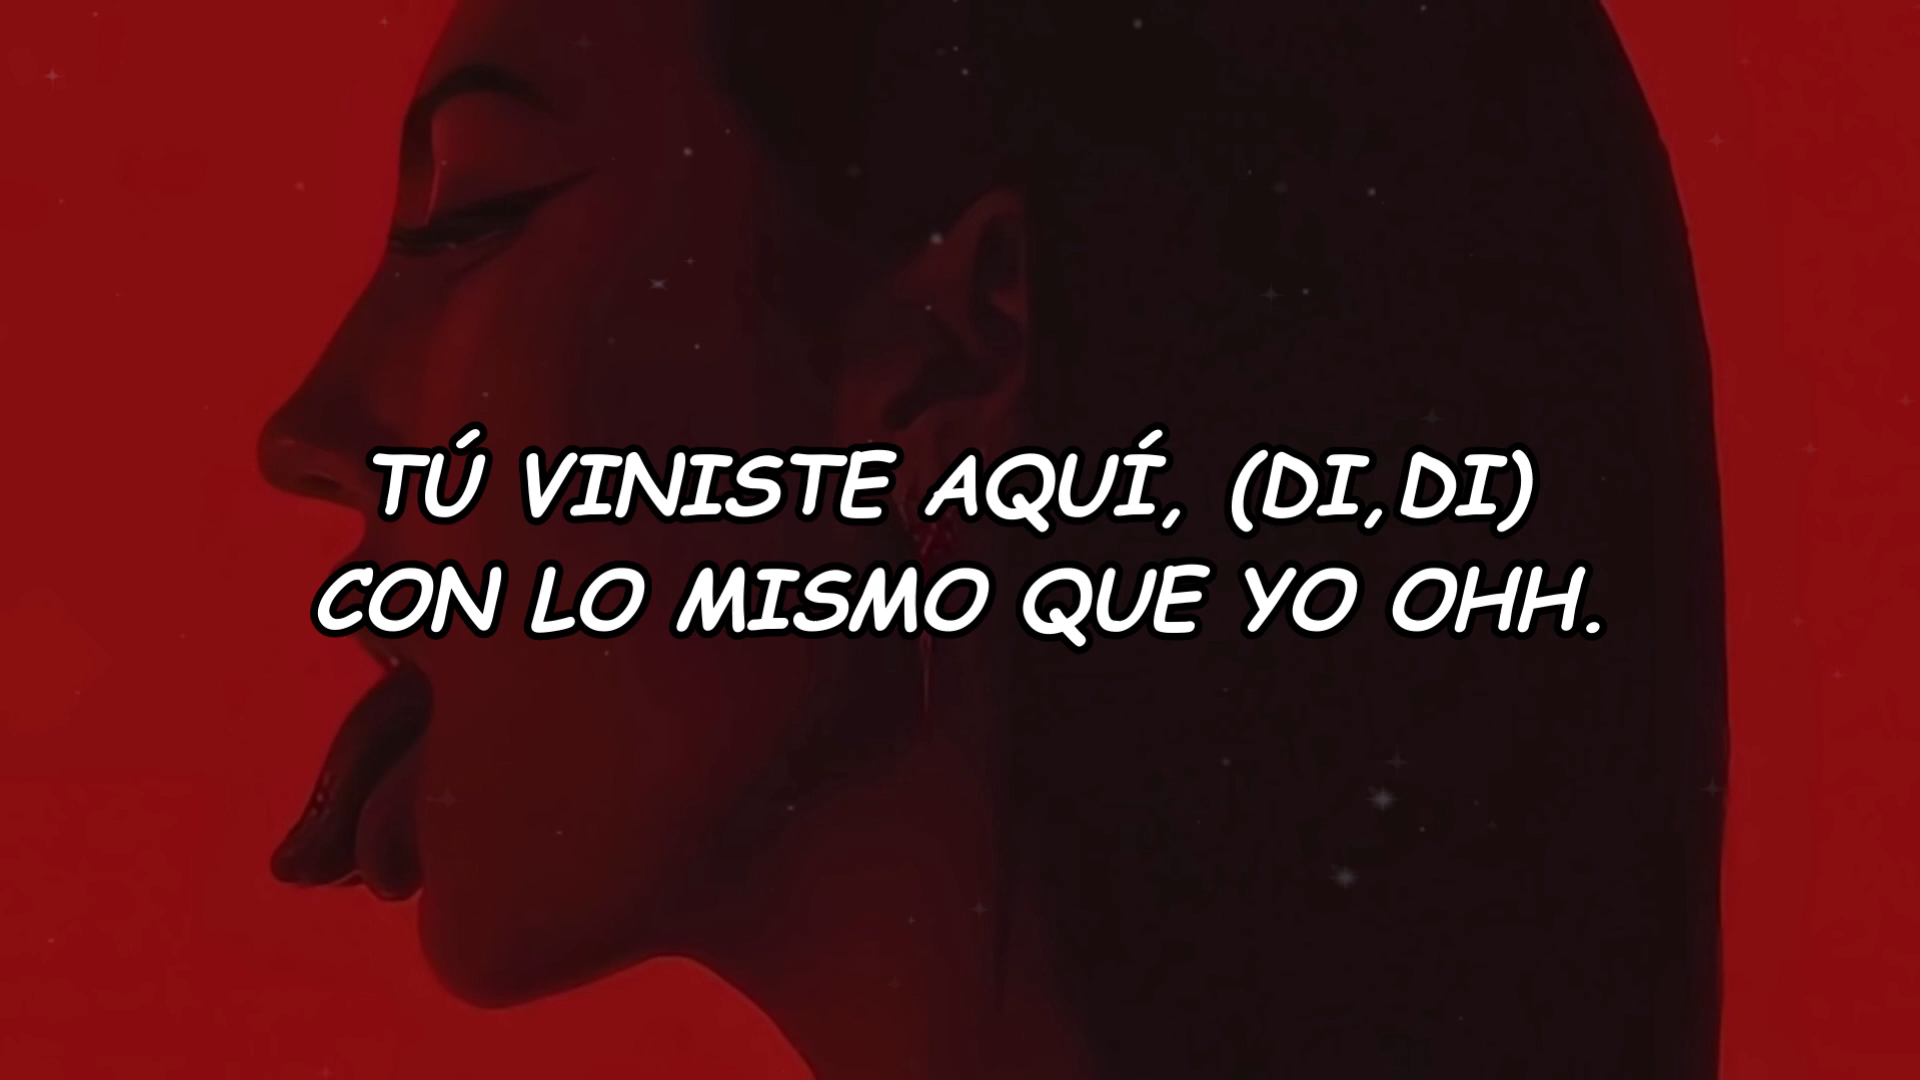 TÚ VINISTE AQUÍ, (DI,DI)
CON LO MISMO QUE YO OHH.